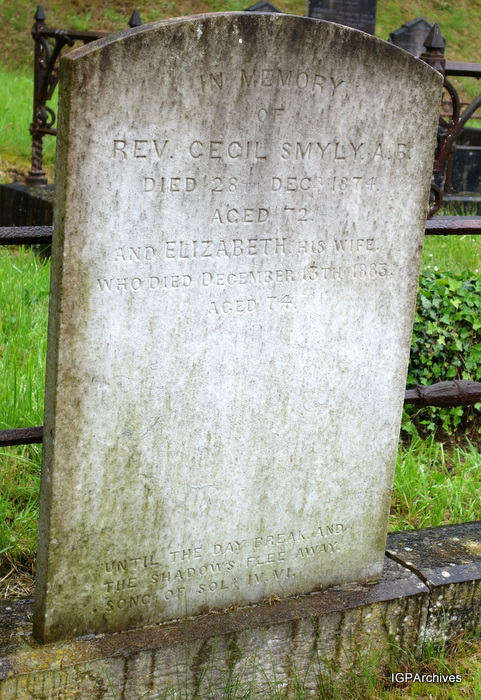 IN MEMORY
OF
REV. CECIL SMYLY, A.B.
DIED 28TH DEC. 1874.
AGED 72.
AND ELIZABETH, HIS WIFE,
WHO DIED DECEMBER 13TH 1883.
AGED 74.
UNTIL THE DAY BREAK AND
THE SHADOWS FLEE AWAY.
SONG OF SOL: IV. VI.
IGPArchives